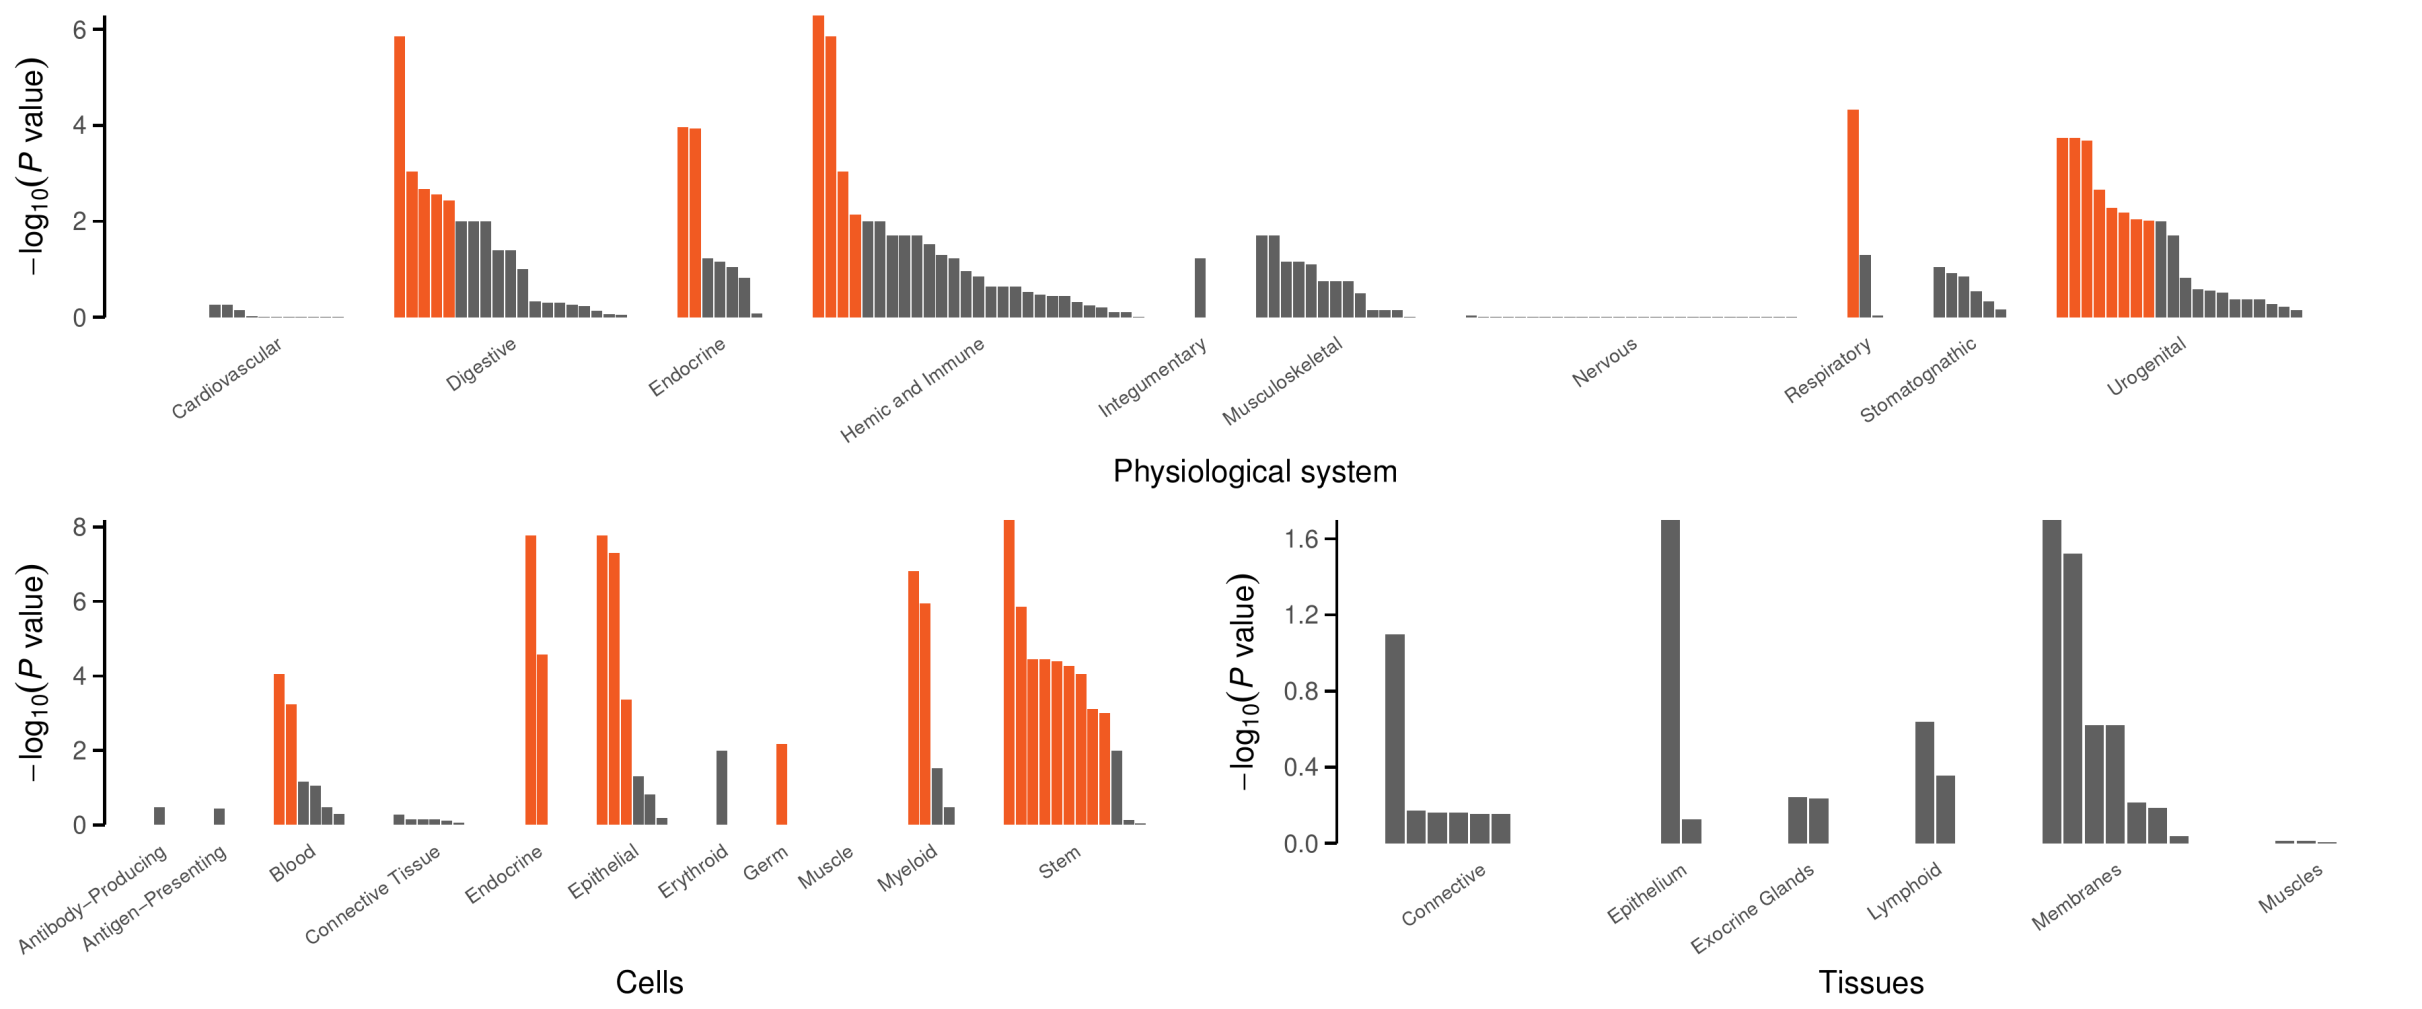 −log10(P value)
6
4
2
0
Cardiovascular
Digestive
Endocrine
Hemic and Immune
Integumentary
Musculoskeletal
Nervous
Respiratory
Stomatognathic
Urogenital
Physiological system
−log10(P value)
8
6
4
2
0
Antibody−Producing
Antigen−Presenting
Blood
Connective Tissue
Endocrine
Epithelial
Erythroid
Germ
Muscle
Myeloid
Stem
Cells
−log10(P value)
1.6
1.2
0.8
0.4
0.0
Connective
Epithelium
Exocrine Glands
Lymphoid
Membranes
Muscles
Tissues